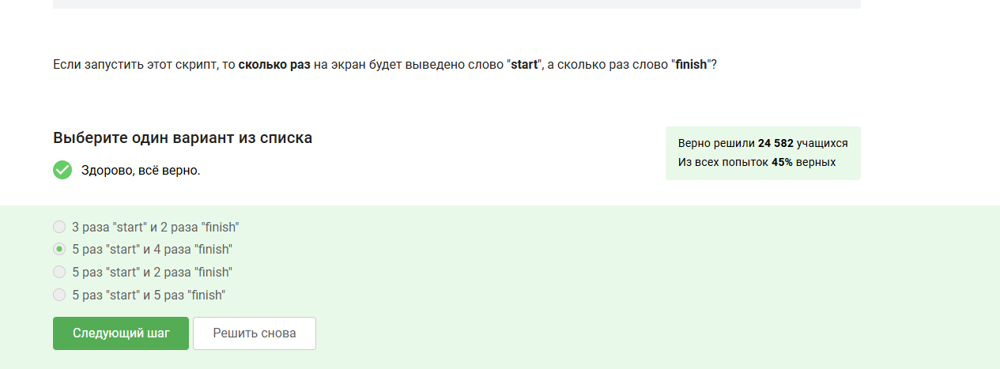 Если запустить этот скрипт, то сколько раз на экран будет выведено слово "start", а сколько раз слово "finish"?
Выберите один вариант из списка
Здорово, всё верно.
Верно решили 24 582 учащихся
Из всех попыток 45% верных
3 раза "start" и 2 раза "finish"
5 раз "start" и 4 раза "finish"
5 раз "start" и 2 раза "finish"
5 раз "start" и 5 раз "finish"
Следующий шаг
Решить снова